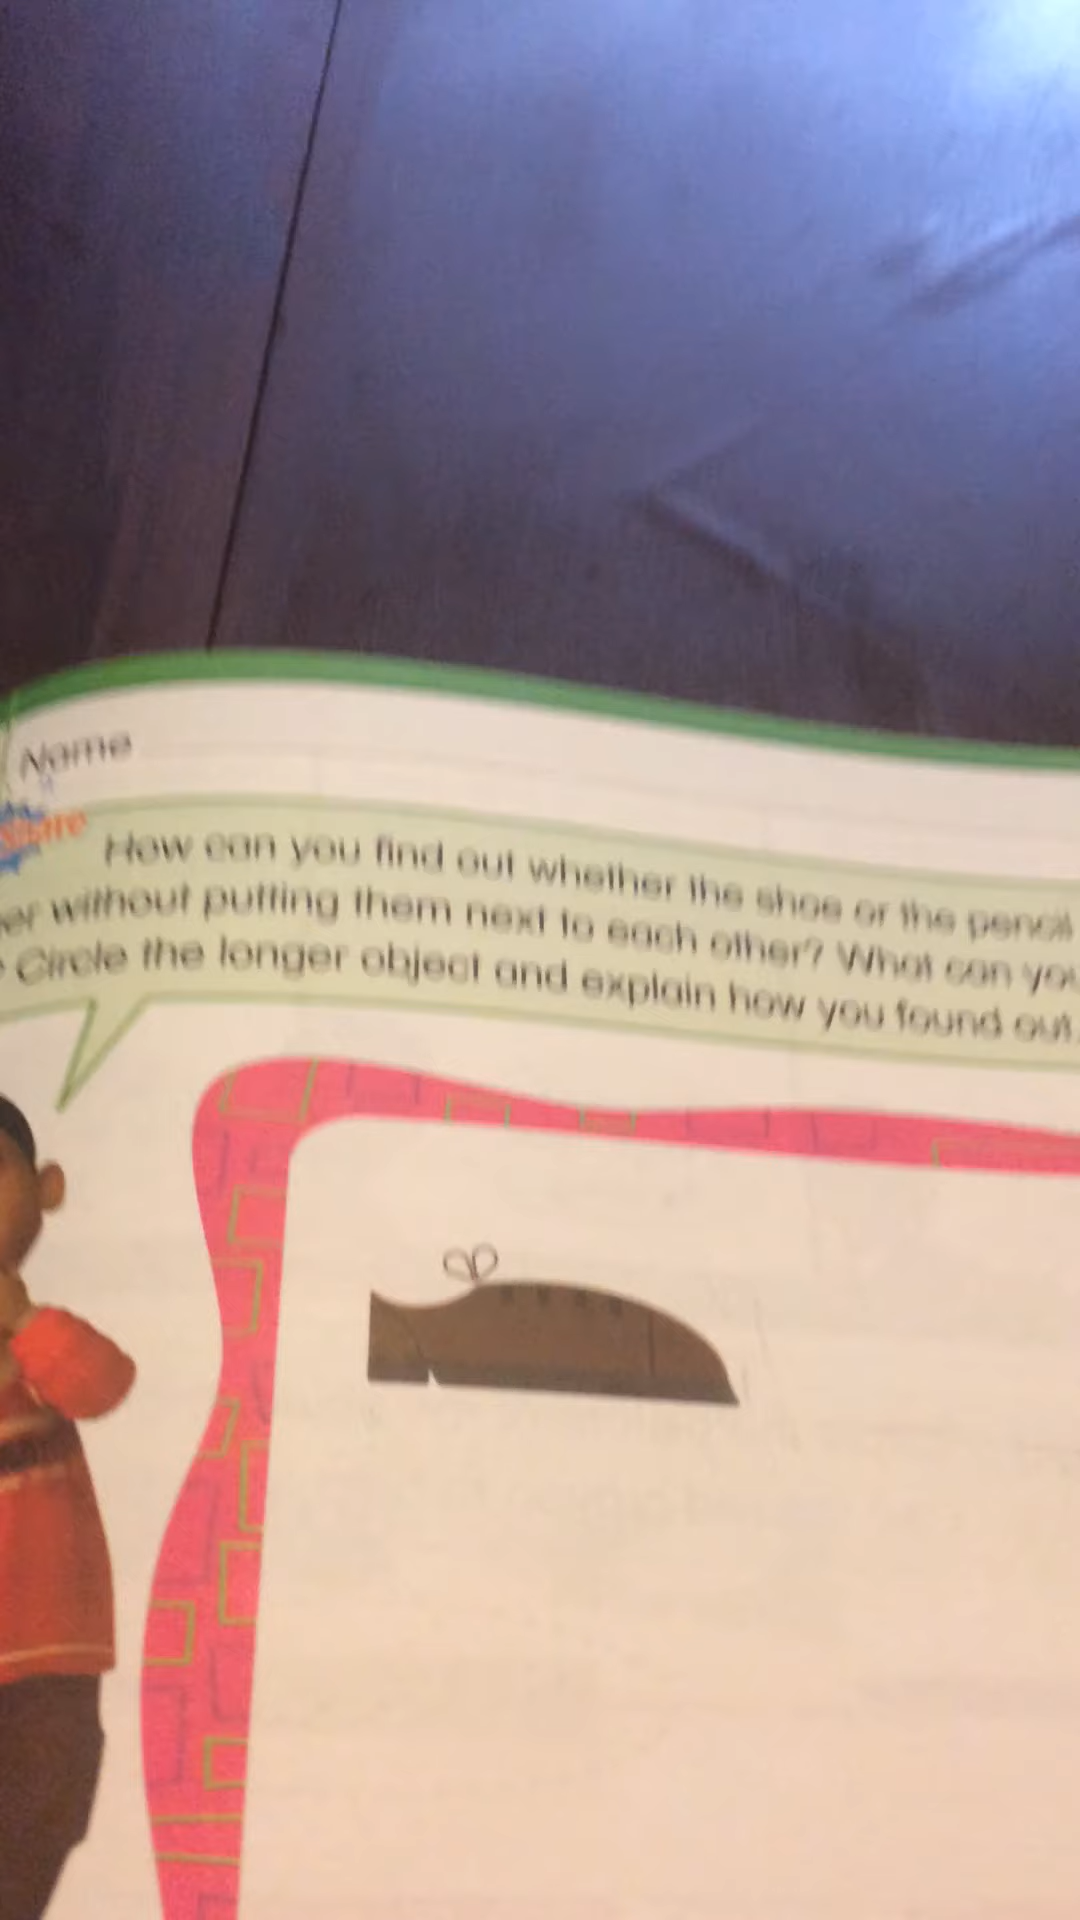 Name
Share How can you find out whether the shoe or the pencil
er without putting them next to each other? What can you
Circle the longer object and explain how you found out.